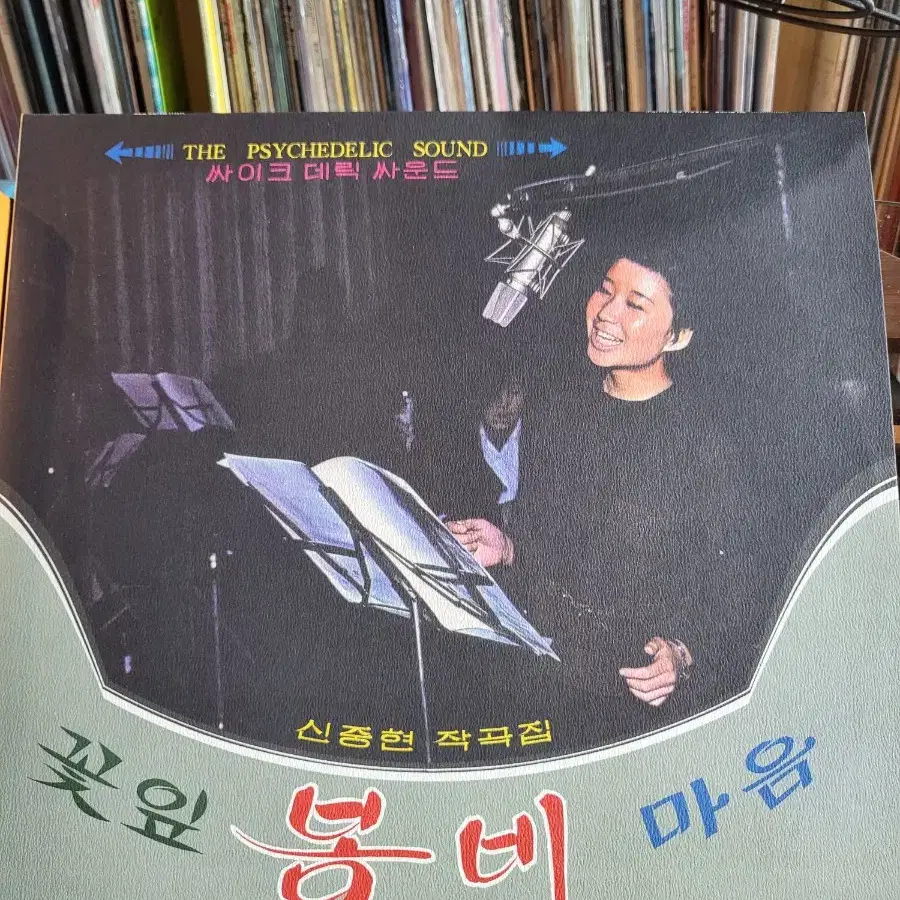 THE PSYCHEDELIC SOUND
싸이크 데릭 싸운드
신중현 작곡집
꽃잎 봄비 마음